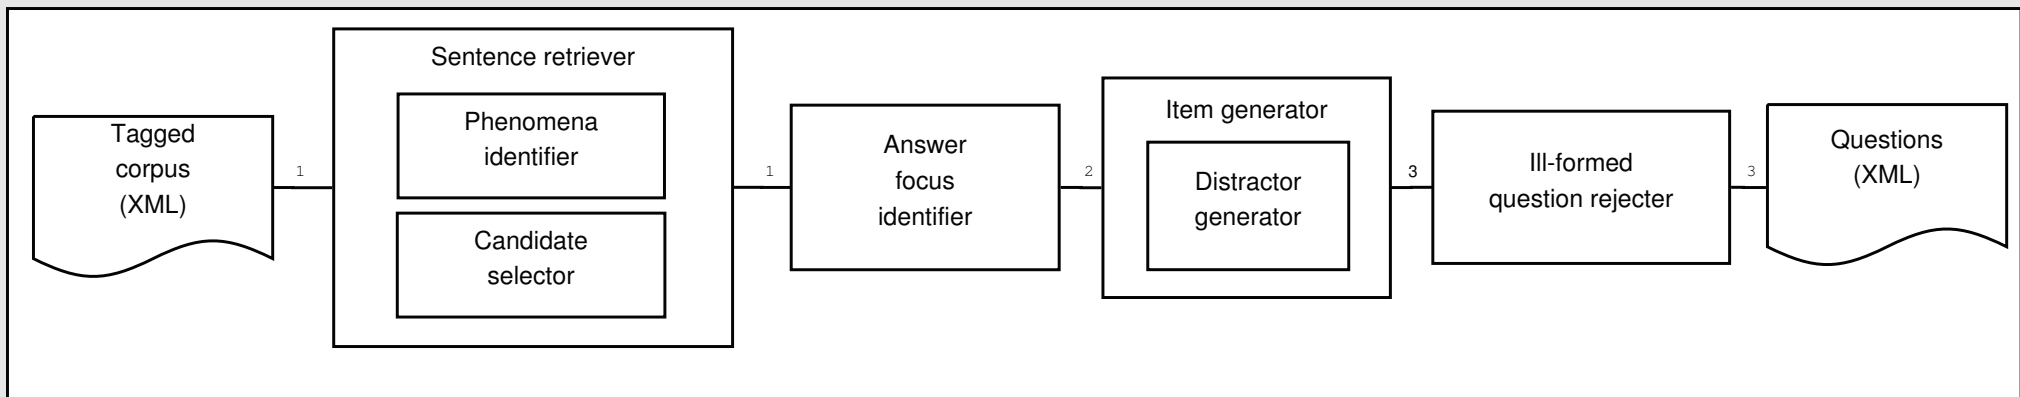 Tagged
corpus
(XML)
1
Sentence retriever
Phenomena
identifier
Candidate
selector
1
Answer
focus
identifier
2
Item generator
Distractor
generator
3
Ill-formed
question rejecter
3
Questions
(XML)